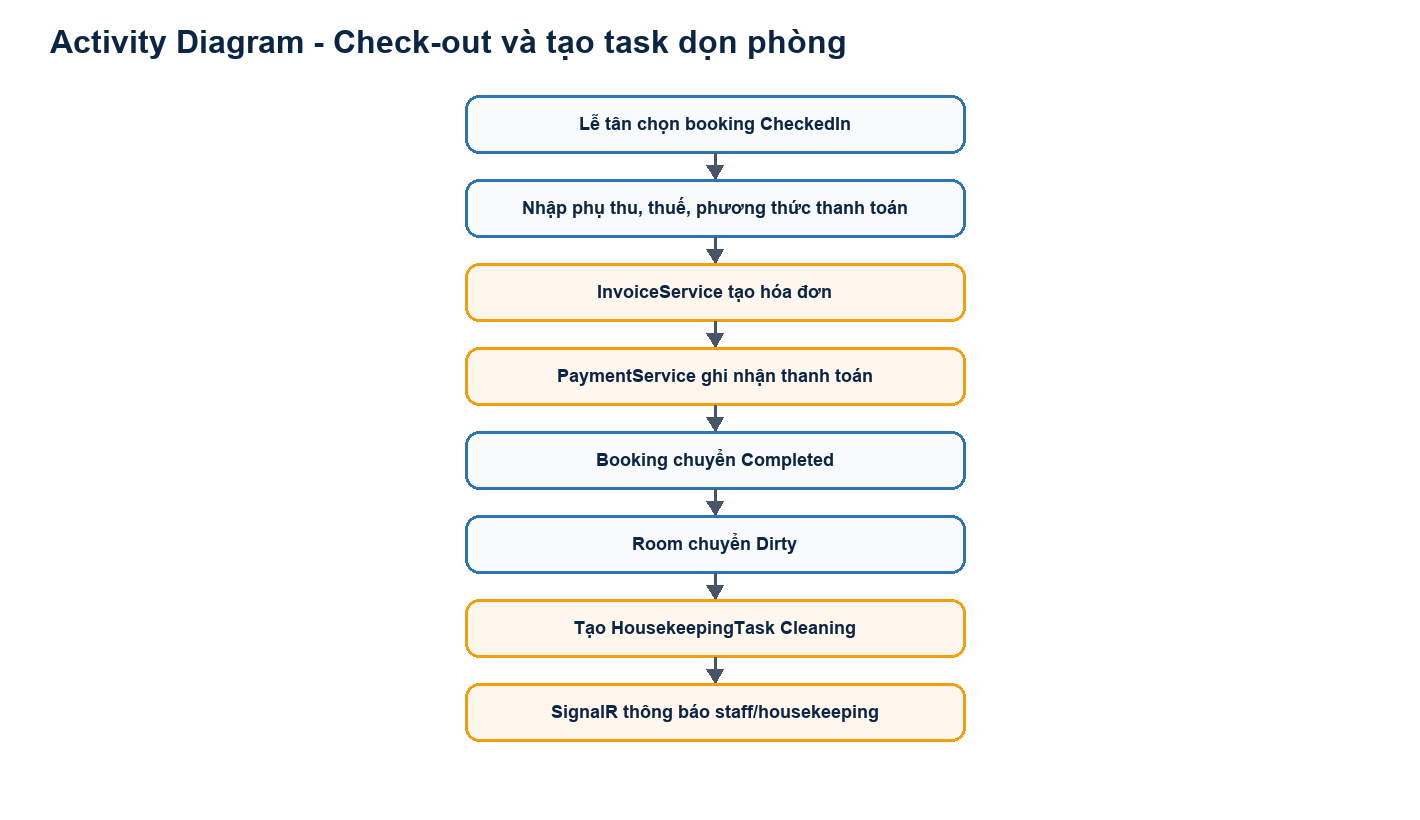 Activity Diagram - Check-out và tạo task dọn phòng
Lễ tân chọn booking CheckedIn
Nhập phụ thu, thuế, phương thức thanh toán
InvoiceService tạo hóa đơn
PaymentService ghi nhận thanh toán
Booking chuyển Completed
Room chuyển Dirty
Tạo HousekeepingTask Cleaning
SignalR thông báo staff/housekeeping